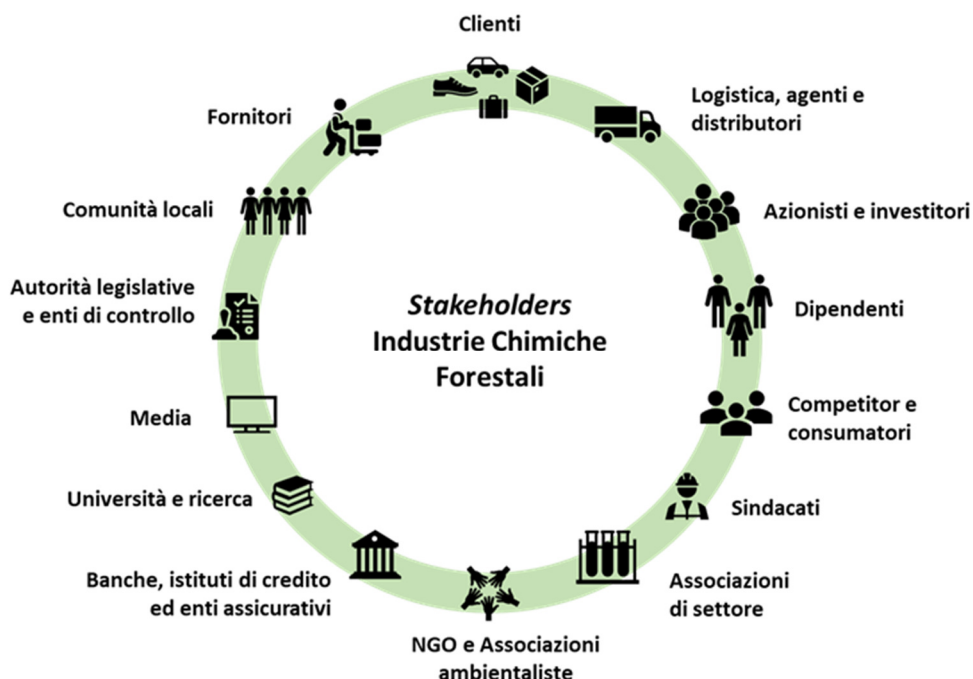 Clienti
Logistica, agenti e
distributori
Azionisti e investitori
Dipendenti
Competitor e
consumatori
Sindacati
Associazioni
di settore
NGO e Associazioni
ambientaliste
Banche, istituti di credito
ed enti assicurativi
Università e ricerca
Media
Autorità legislative
e enti di controllo
Comunità locali
Fornitori
Stakeholders
Industrie Chimiche
Forestali